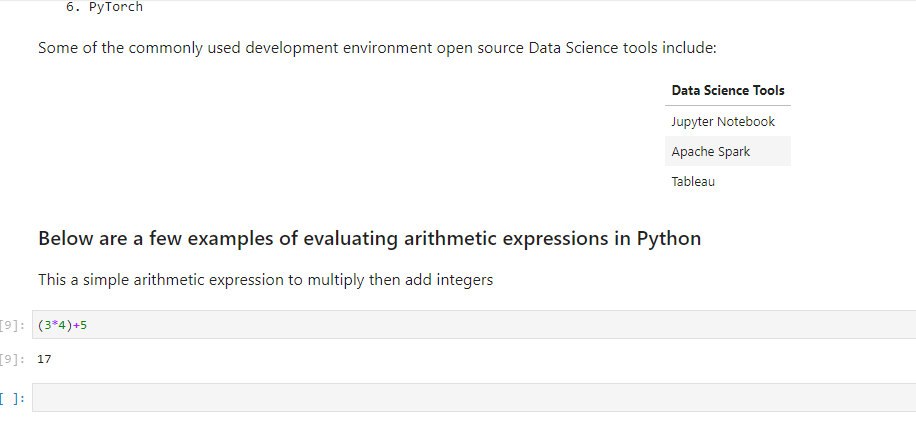 6. PyTorch
Some of the commonly used development environment open source Data Science tools include:
Data Science Tools
Jupyter Notebook
Apache Spark
Tableau
Below are a few examples of evaluating arithmetic expressions in Python
This a simple arithmetic expression to multiply then add integers
[9]: (3*4)+5
[9]: 17
[ ]: